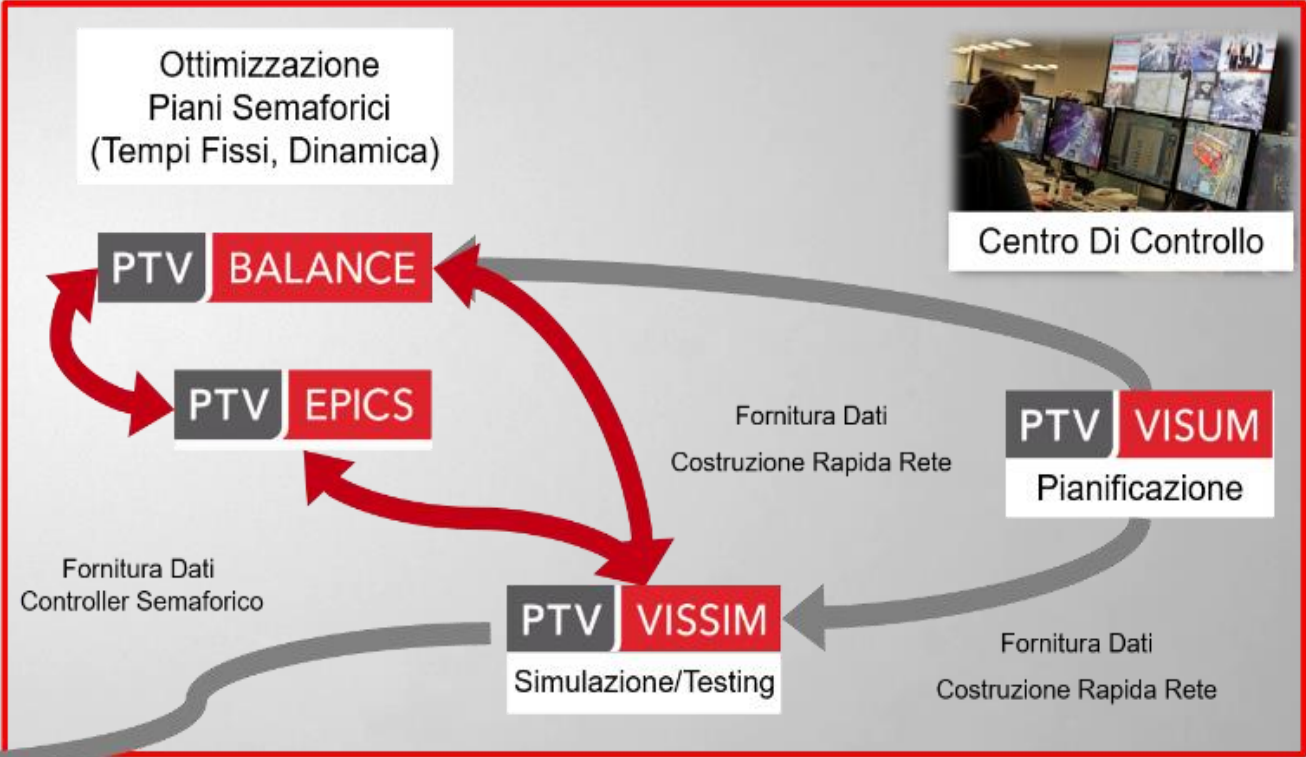 Ottimizzazione
Piani Semaforici
(Tempi Fissi, Dinamica)
Centro Di Controllo
PTV BALANCE
PTV EPICS
Fornitura Dati
Costruzione Rapida Rete
PTV VISUM
Pianificazione
Fornitura Dati
Controller Semaforico
PTV VISSIM
Simulazione/Testing
Fornitura Dati
Costruzione Rapida Rete